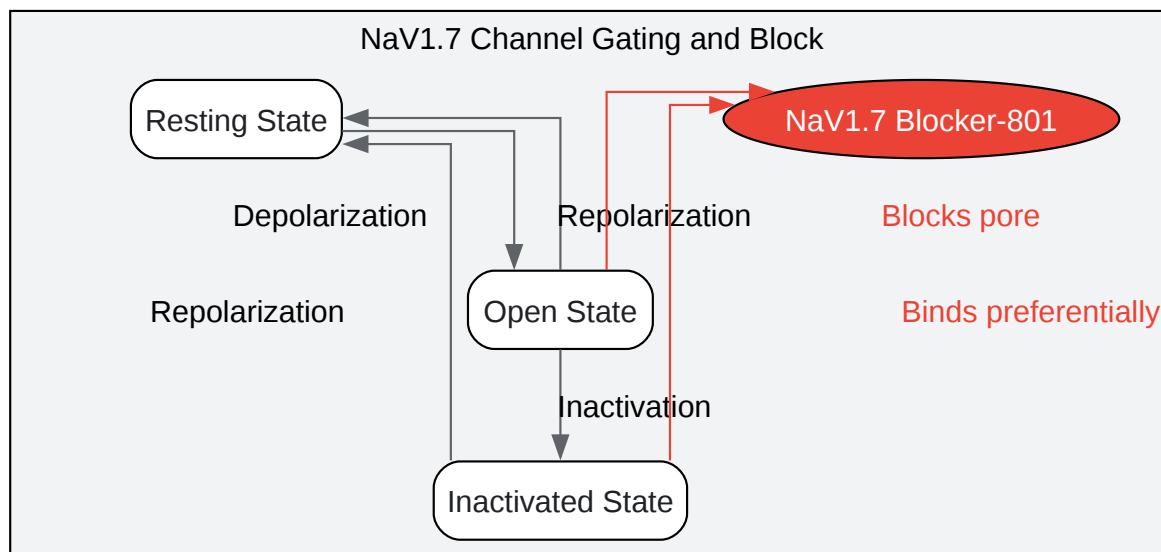 NaV1.7 Channel Gating and Block
Resting State
NaV1.7 Blocker-801
Depolarization
Repolarization
Blocks pore
Repolarization
Open State
Binds preferentially
Inactivation
Inactivated State